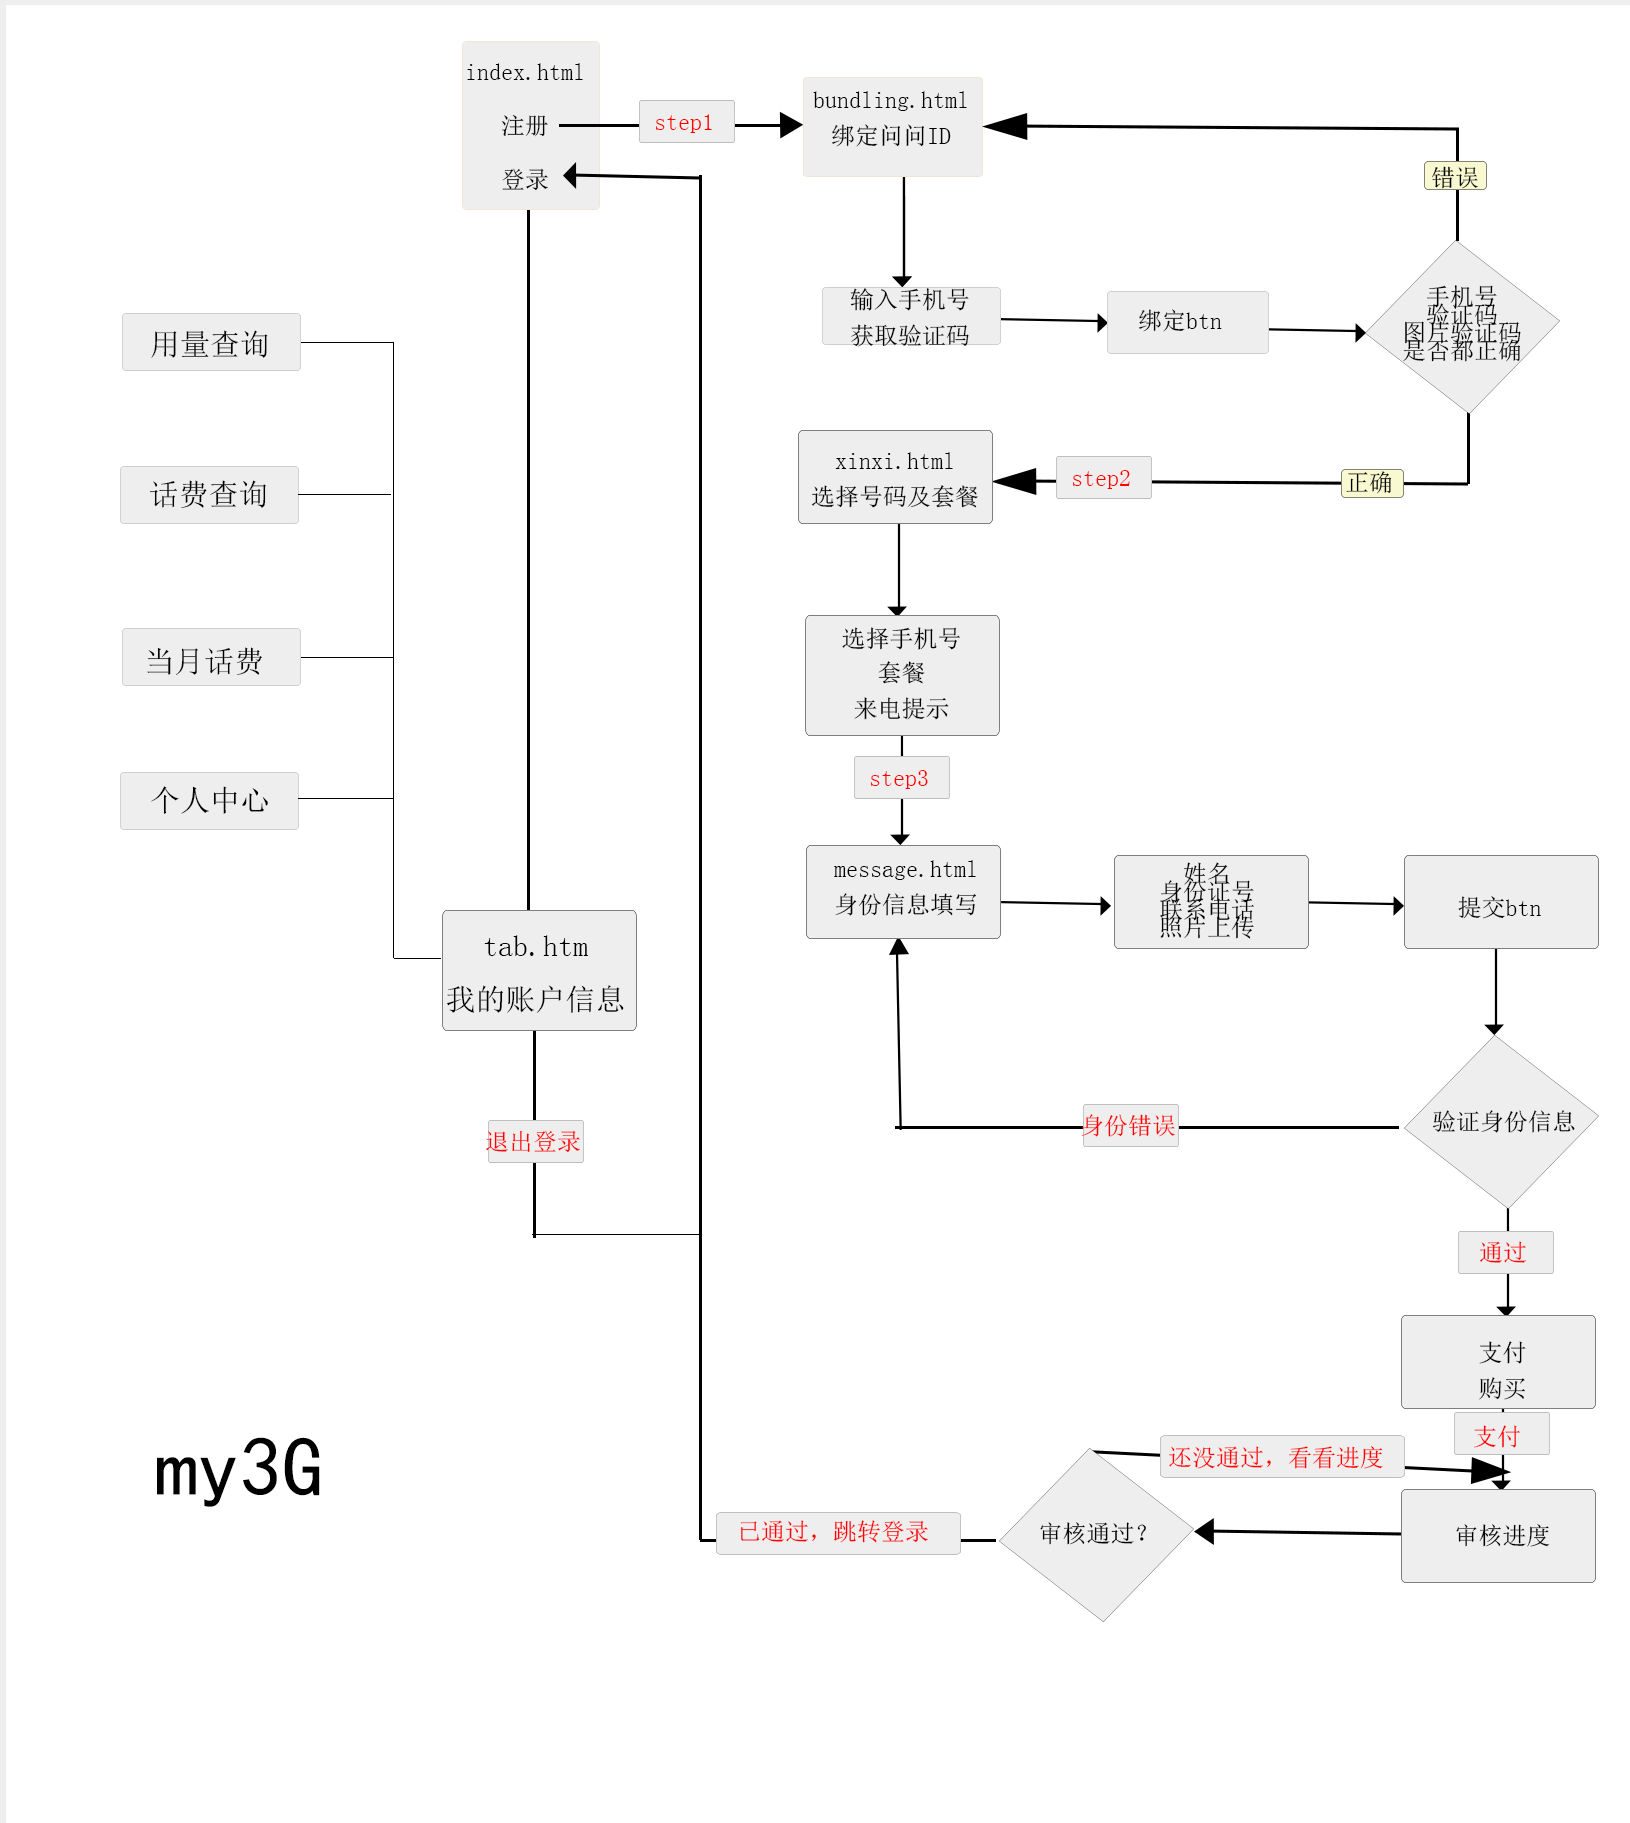 index.html
注册
登录
step1
bundling.html
绑定问问ID
错误
输入手机号
获取验证码
绑定btn
手机号
验证码
图片验证码
是否都正确
用量查询
话费查询
当月话费
个人中心
xinxi.html
选择号码及套餐
step2
正确
选择手机号
套餐
来电提示
step3
message.html
身份信息填写
姓名
身份证号
联系电话
照片上传
提交btn
tab.htm
我的账户信息
退出登录
身份错误
验证身份信息
通过
支付
购买
支付
还没通过，看看进度
审核进度
审核通过？
已通过，跳转登录
my3G